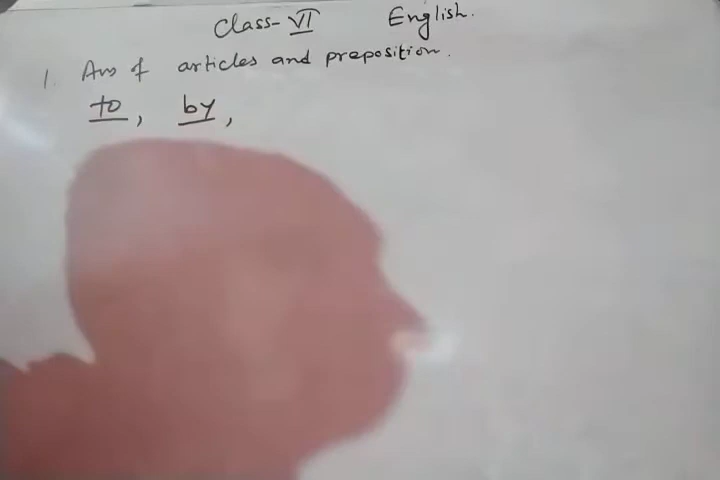 Class-VI English.
1. Ans of articles and preposition.
to, by,